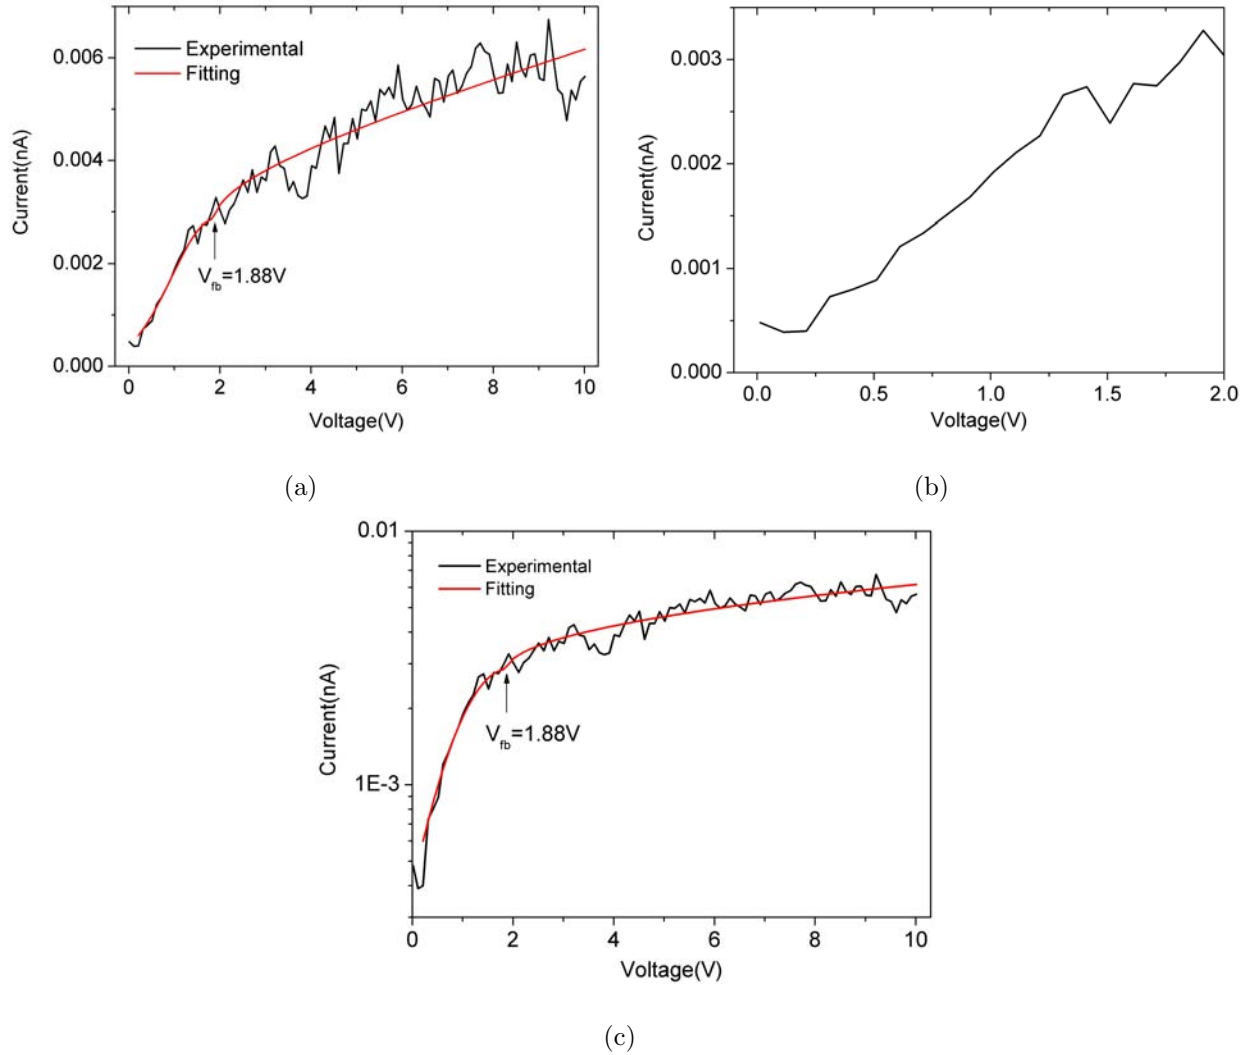 Experimental
Fitting
0.006
0.004
0.002
0.000
Current(nA)
V_fb=1.88V
0 2 4 6 8 10
Voltage(V)
(a)
0.003
0.002
0.001
0.000
Current(nA)
0.0 0.5 1.0 1.5 2.0
Voltage(V)
(b)
0.01
1E-3
Experimental
Fitting
Current(nA)
V_fb=1.88V
0 2 4 6 8 10
Voltage(V)
(c)